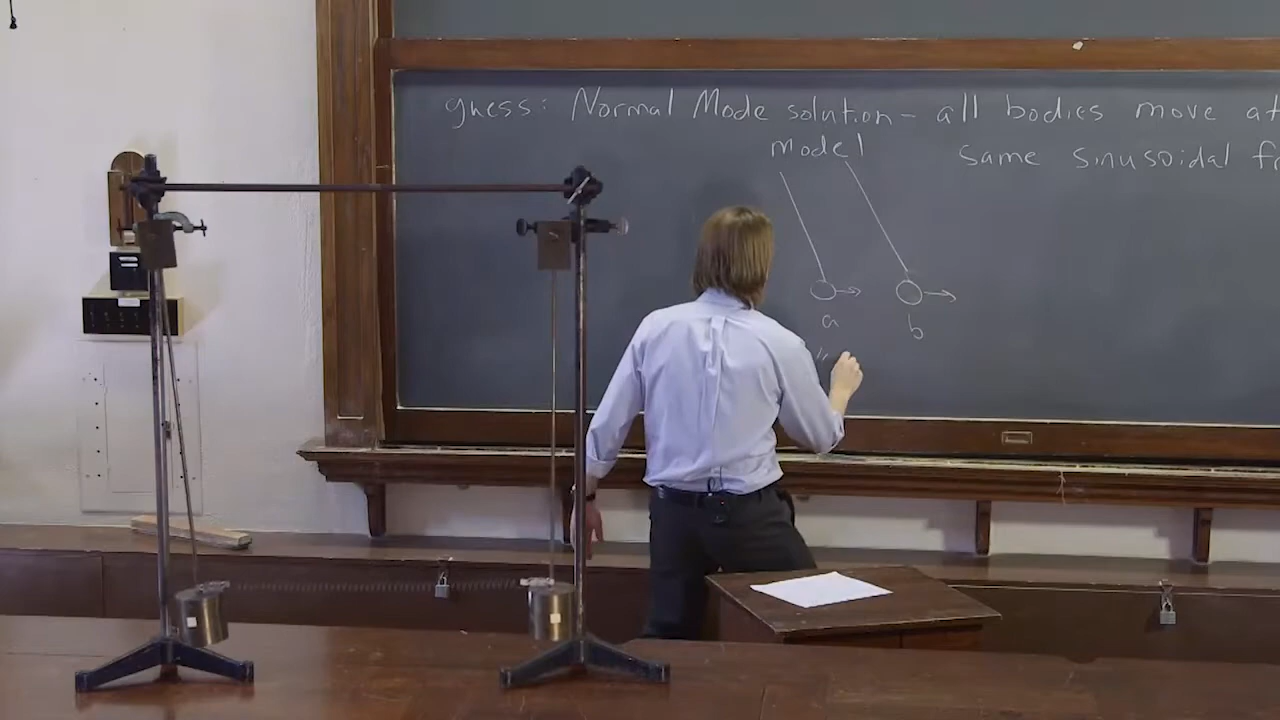 guess: Normal Mode solution - all bodies move at
model same sinusoidal
a
b